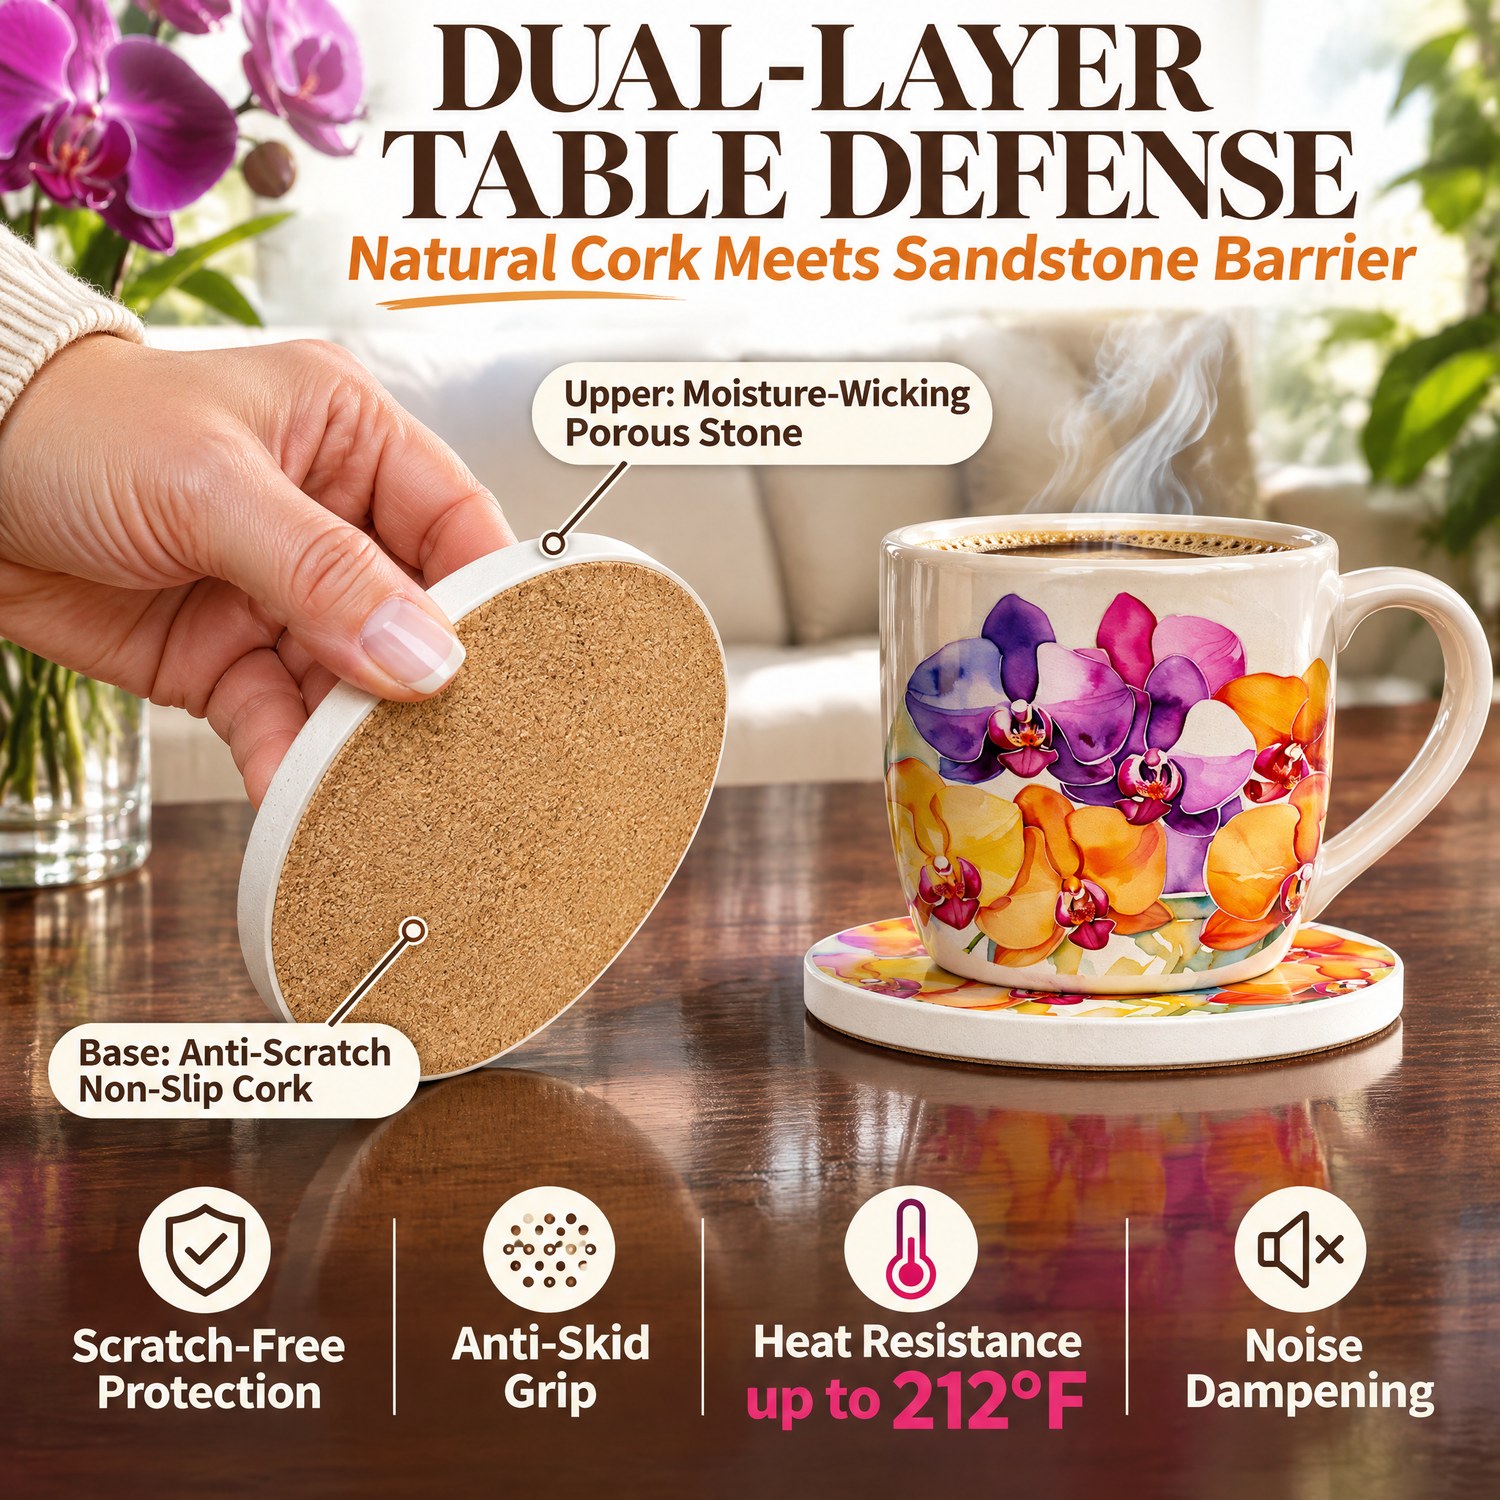 DUAL-LAYER
TABLE DEFENSE
Natural Cork Meets Sandstone Barrier
Upper: Moisture-Wicking
Porous Stone
Base: Anti-Scratch
Non-Slip Cork
Scratch-Free
Protection
Anti-Skid
Grip
Heat Resistance
up to 212°F
Noise
Dampening